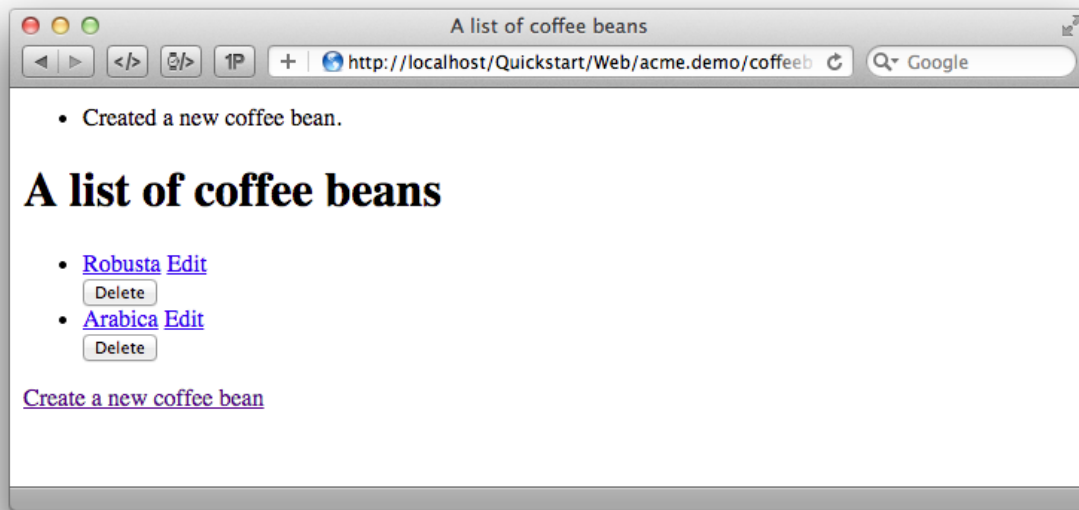 A list of coffee beans
</> /> 1P + http://localhost/Quickstart/Web/acme.demo/coffeeb Google
Created a new coffee bean.
A list of coffee beans
Robusta Edit
Delete
Arabica Edit
Delete
Create a new coffee bean